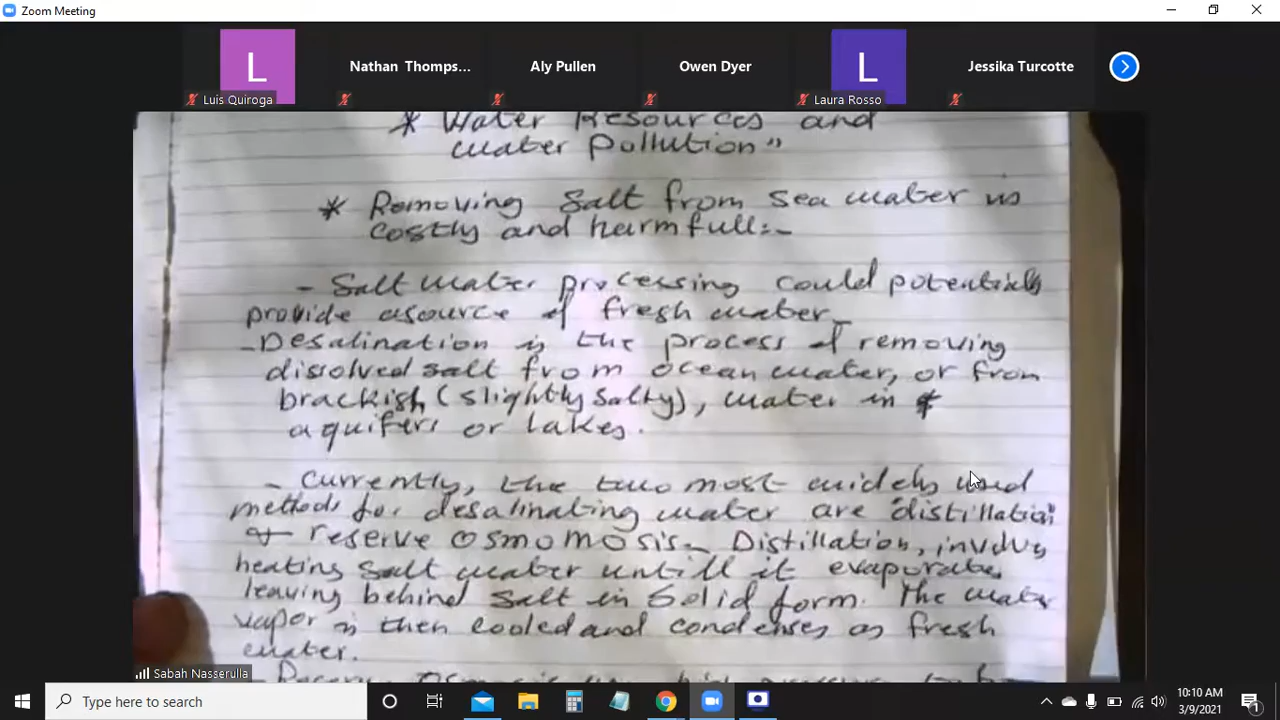 Zoom Meeting
L
Nathan Thomps...
Aly Pullen
Owen Dyer
L
Jessika Turcotte
Luis Quiroga
Laura Rosso
* Water Resources and
water Pollution"
* Removing Salt from sea water is
costly and harmfull:-
- Salt water processing could potentially
provide a source of fresh water_
-Desalination is the process of removing
dissolved salt from ocean water, or from
brackish (slightly salty), water in
aquifers or lakes.
- Currently, the two most widely used
methods for desalinating water are distillation
+ reserve Osmomosis- Distillation, involves
heating salt water untill it evaporates
leaving behind salt in Solid form. The water
vapor is then cooled and condenses as fresh
water.
Sabah Nasserulla
Type here to search
10:10 AM
3/9/2021
1